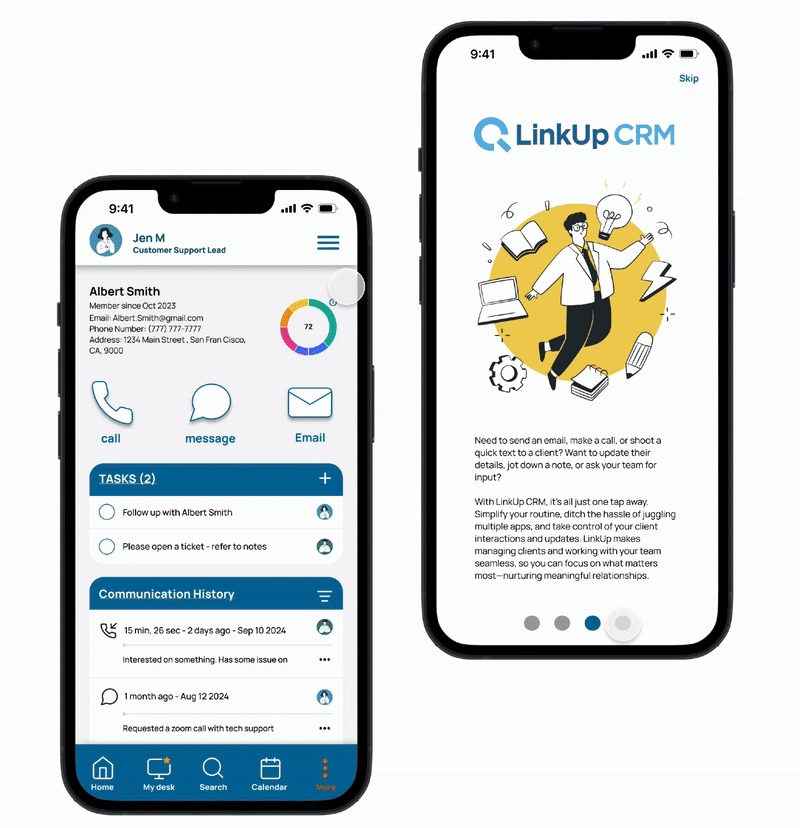 9:41
Jen M
Customer Support Lead
Albert Smith
Member since Oct 2023
Email: Albert.Smith@gmail.com
Phone Number: (777) 777-7777
Address: 1234 Main Street , San Fran Cisco,
CA, 9000
72
call
message
Email
TASKS (2)
Follow up with Albert Smith
Please open a ticket - refer to notes
Communication History
15 min, 26 sec - 2 days ago - Sep 10 2024
Interested on something. Has some issue on
1 month ago - Aug 12 2024
Requested a zoom call with tech support
Home
My desk
Search
Calendar
More
9:41
Skip
LinkUp CRM
Need to send an email, make a call, or shoot a
quick text to a client? Want to update their
details, jot down a note, or ask your team for
input?
With LinkUp CRM, it's all just one tap away.
Simplify your routine, ditch the hassle of juggling
multiple apps, and take control of your client
interactions and updates. LinkUp makes
managing clients and working with your team
seamless, so you can focus on what matters
most—nurturing meaningful relationships.